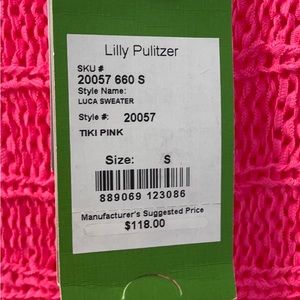 Lilly Pulitzer
SKU #
20057 660 S
Style Name:
LUCA SWEATER
Style #: 20057
TIKI PINK
Size: S
889069 123086
Manufacturer's Suggested Price
$118.00